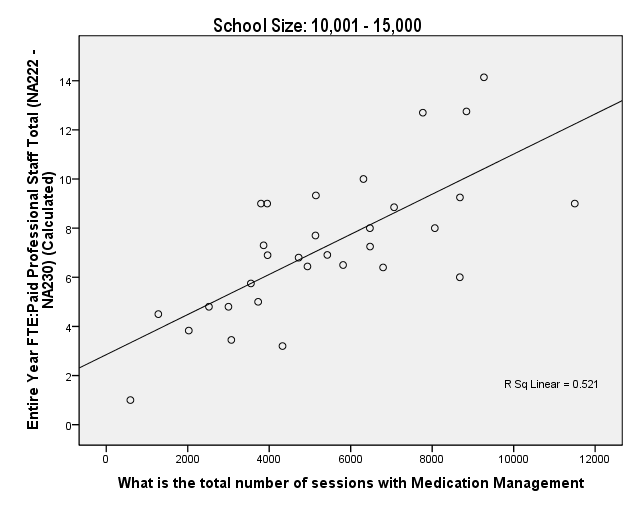 School Size: 10,001 - 15,000
Entire Year FTE:Paid Professional Staff Total (NA222 -
NA230) (Calculated)
14
12
10
8
6
4
2
0
R Sq Linear = 0.521
0 2000 4000 6000 8000 10000 12000
What is the total number of sessions with Medication Management